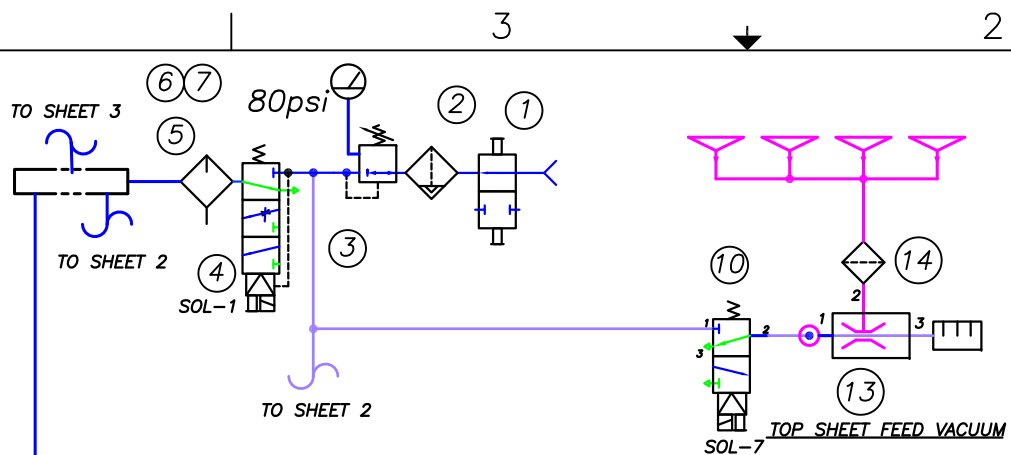 3
2
6
7
80psi
2
1
TO SHEET 3
5
TO SHEET 2
4
3
SOL-1
10
14
2
1
2
1
3
3
TO SHEET 2
13
TOP SHEET FEED VACUUM
SOL-7